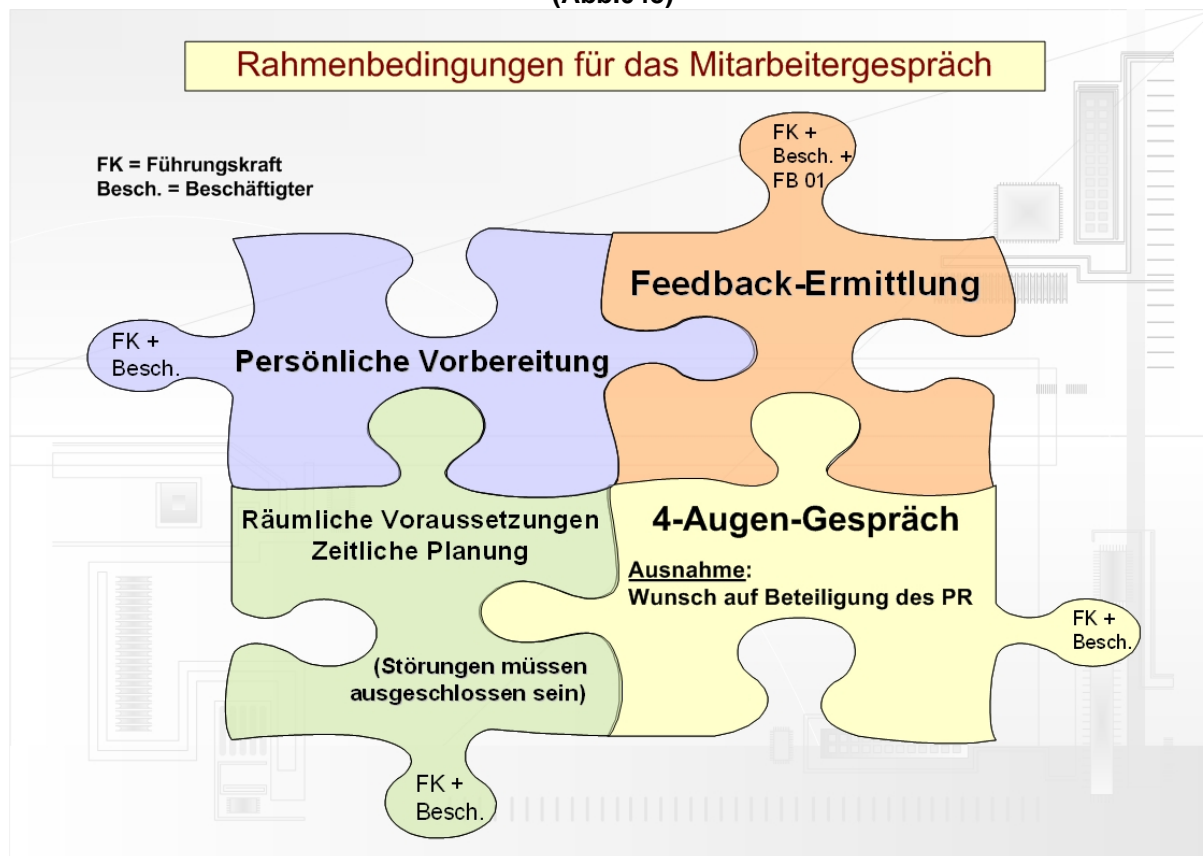 Rahmenbedingungen für das Mitarbeitergespräch
FK = Führungskraft
Besch. = Beschäftigter
FK +
Besch. +
FB 01
Feedback-Ermittlung
FK +
Besch.
Persönliche Vorbereitung
Räumliche Voraussetzungen
Zeitliche Planung
(Störungen müssen
ausgeschlossen sein)
FK +
Besch.
4-Augen-Gespräch
Ausnahme:
Wunsch auf Beteiligung des PR
FK +
Besch.